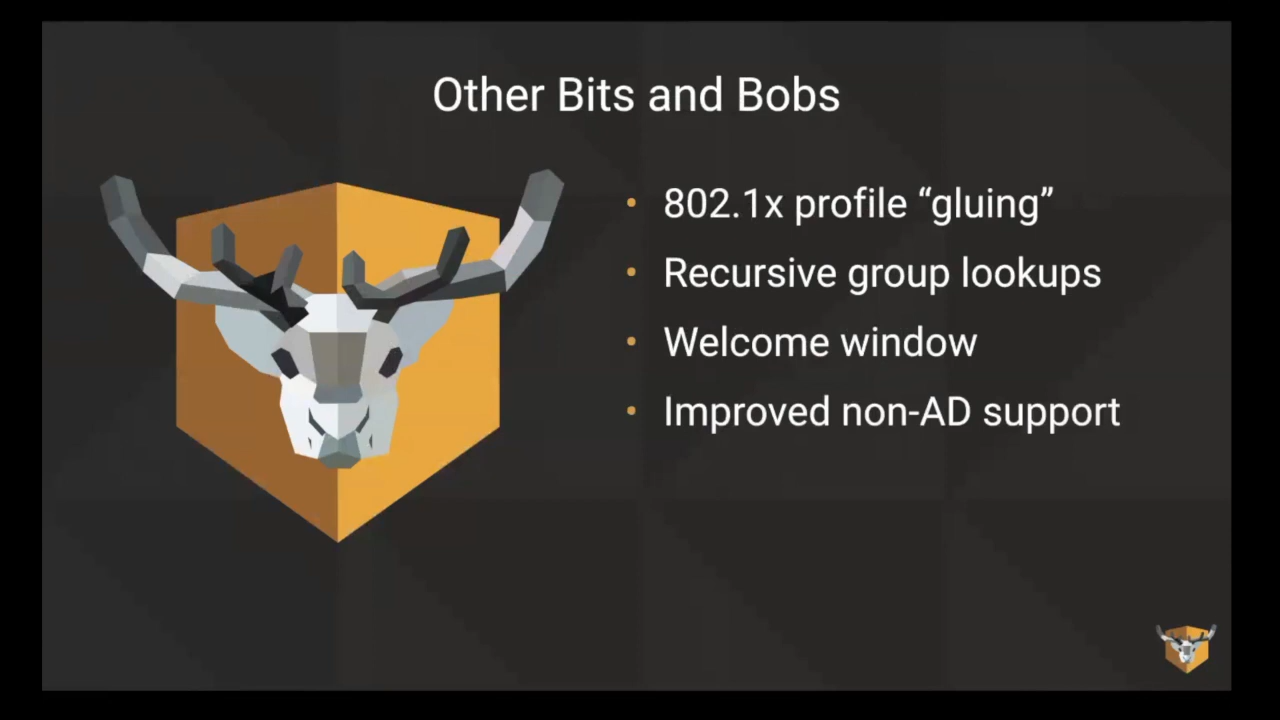 Other Bits and Bobs
• 802.1x profile “gluing”
• Recursive group lookups
• Welcome window
• Improved non-AD support